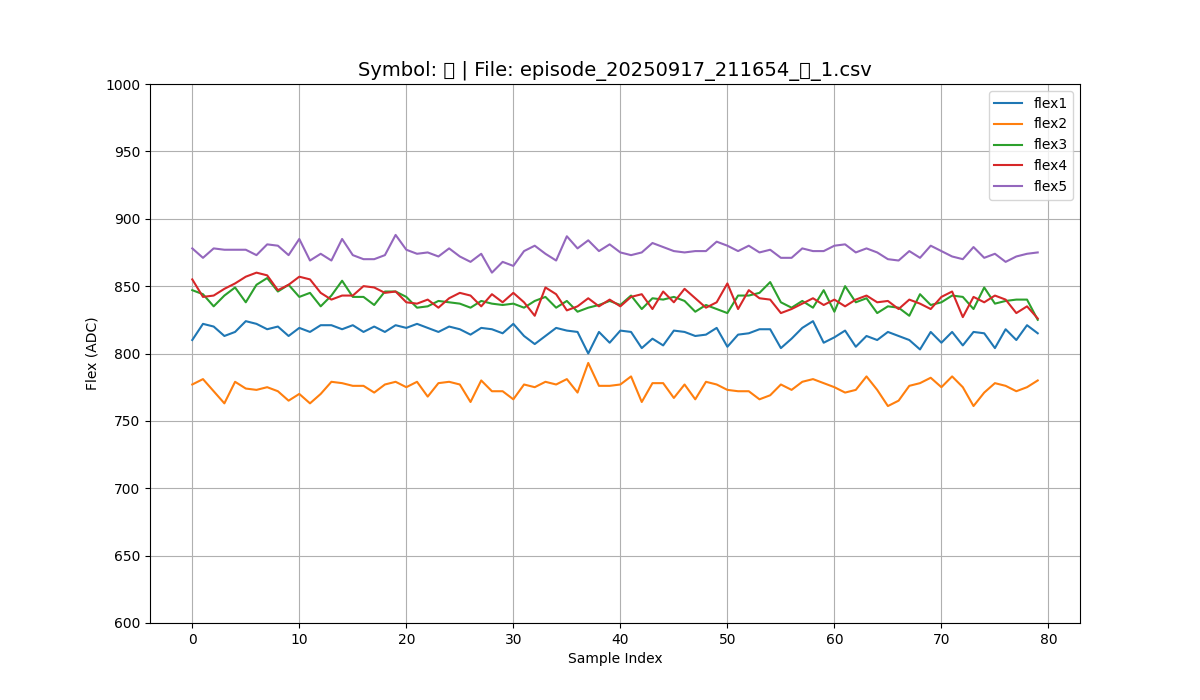 Symbol: | File: episode_20250917_211654_ _1.csv
flex1
flex2
flex3
flex4
flex5
Flex (ADC)
1000
950
900
850
800
750
700
650
600
0 10 20 30 40 50 60 70 80
Sample Index